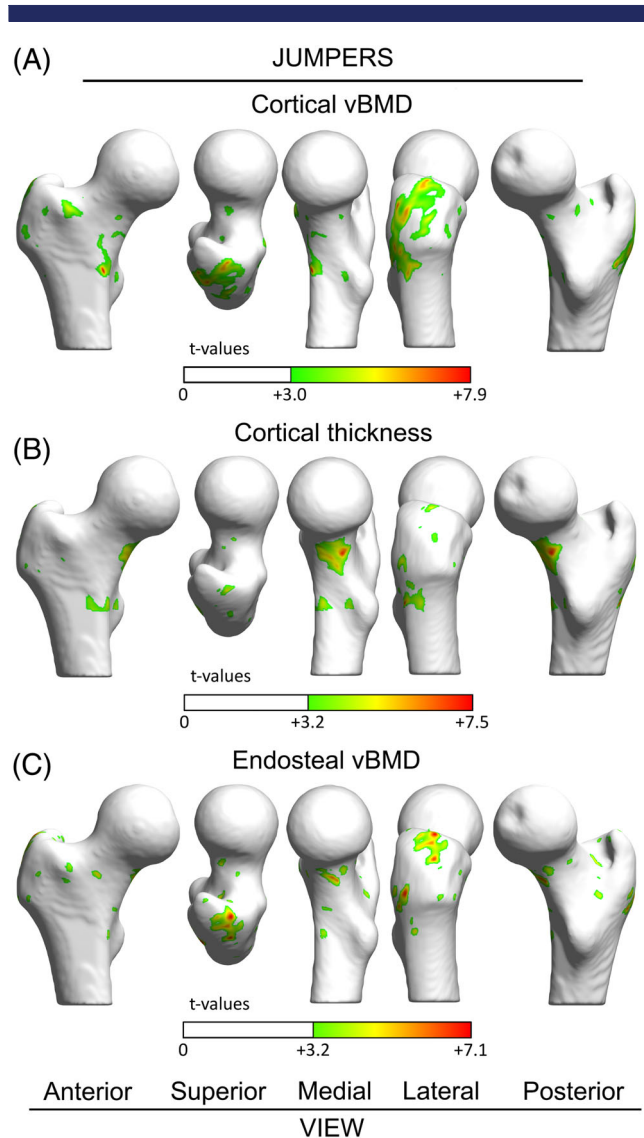 (A)
JUMPERS
Cortical vBMD
t-values
0 +3.0 +7.9
(B)
Cortical thickness
t-values
0 +3.2 +7.5
(C)
Endosteal vBMD
t-values
0 +3.2 +7.1
Anterior Superior Medial Lateral Posterior
VIEW